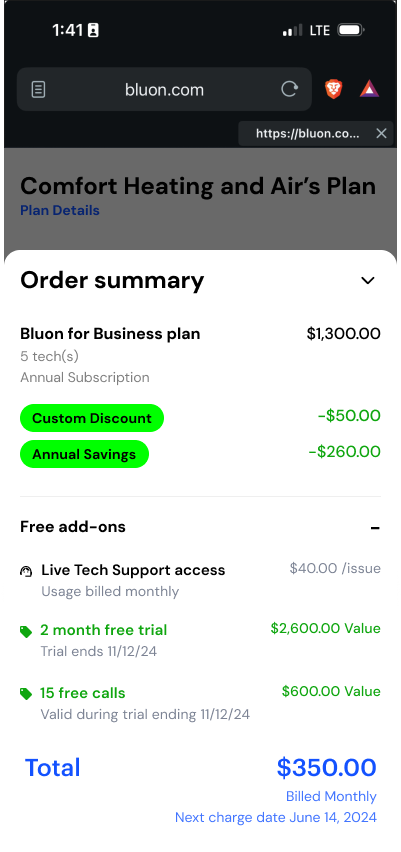 1:41
LTE
bluon.com
https://bluon.co...
Comfort Heating and Air's Plan
Plan Details
Order summary
Bluon for Business plan $1,300.00
5 tech(s)
Annual Subscription
Custom Discount -$50.00
Annual Savings -$260.00
Free add-ons
Live Tech Support access $40.00 /issue
Usage billed monthly
2 month free trial $2,600.00 Value
Trial ends 11/12/24
15 free calls $600.00 Value
Valid during trial ending 11/12/24
Total $350.00
Billed Monthly
Next charge date June 14, 2024